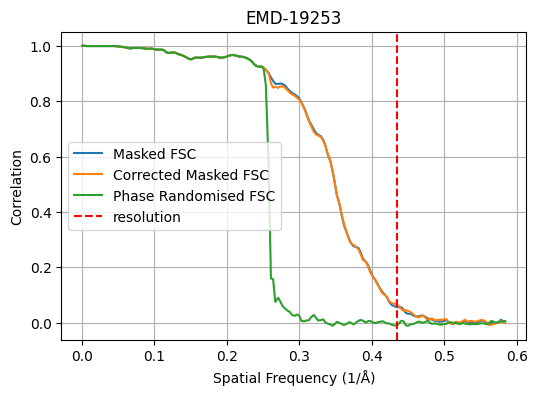 EMD-19253
1.0
0.8
0.6
0.4
0.2
0.0
Correlation
Masked FSC
Corrected Masked FSC
Phase Randomised FSC
resolution
0.0 0.1 0.2 0.3 0.4 0.5 0.6
Spatial Frequency (1/Å)